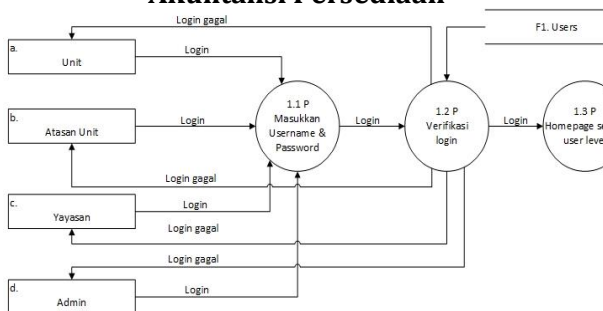 Akuntansi Persediaan
Login gagal
F1. Users
a.
Unit
Login
b.
Atasan Unit
Login
1.1 P
Masukkan
Username &
Password
Login
1.2 P
Verifikasi
login
Login
1.3 P
Homepage
user
Login gagal
c.
Yayasan
Login
Login gagal
Login gagal
d.
Admin
Login